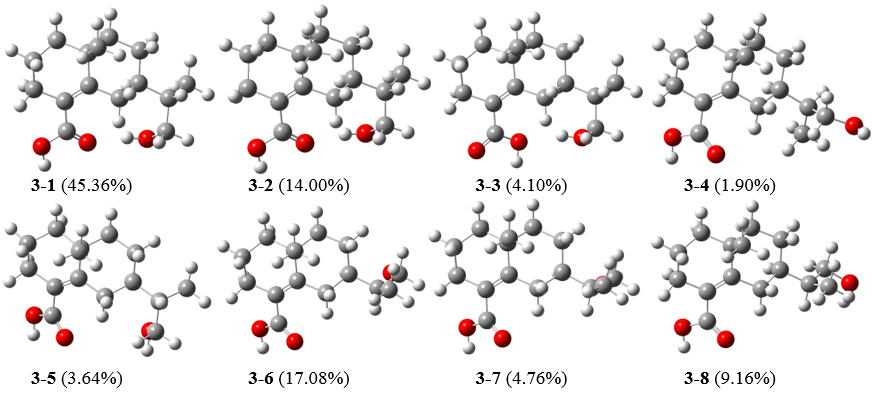 3-1 (45.36%) 3-2 (14.00%) 3-3 (4.10%) 3-4 (1.90%)
3-5 (3.64%) 3-6 (17.08%) 3-7 (4.76%) 3-8 (9.16%)